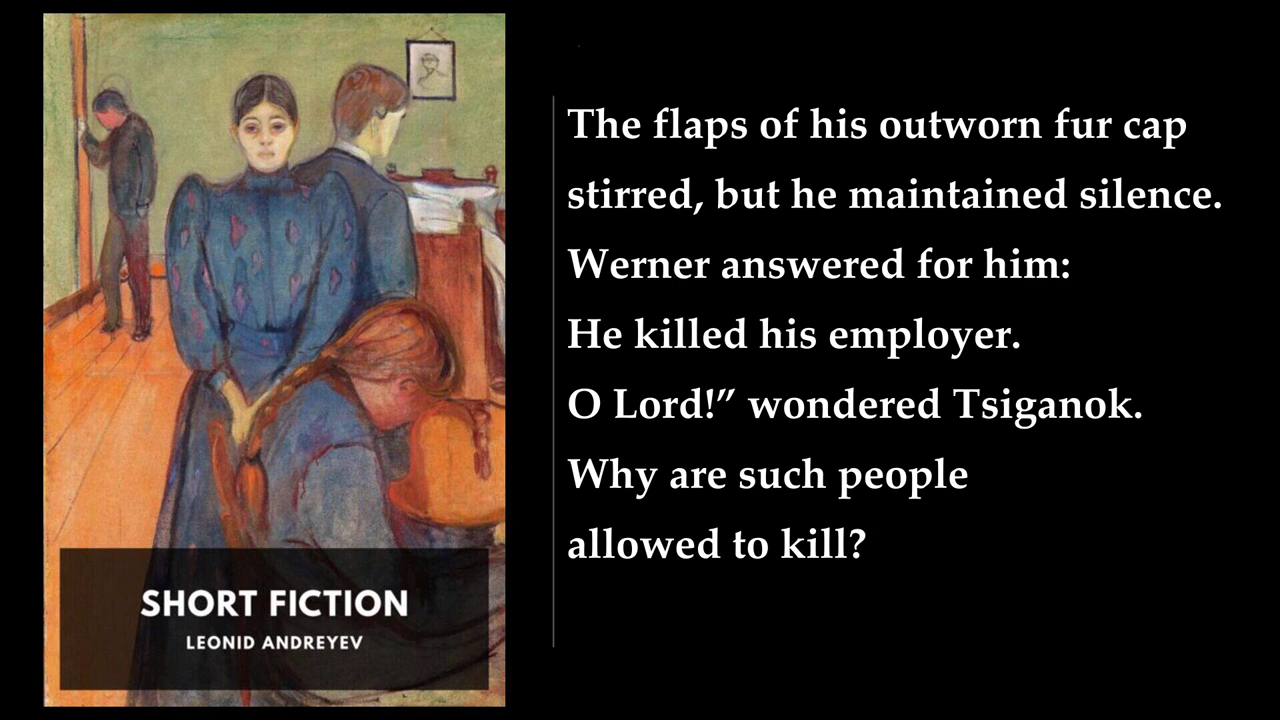 The flaps of his outworn fur cap
stirred, but he maintained silence.
Werner answered for him:
He killed his employer.
O Lord!” wondered Tsiganok.
Why are such people
allowed to kill?
SHORT FICTION
LEONID ANDREYEV